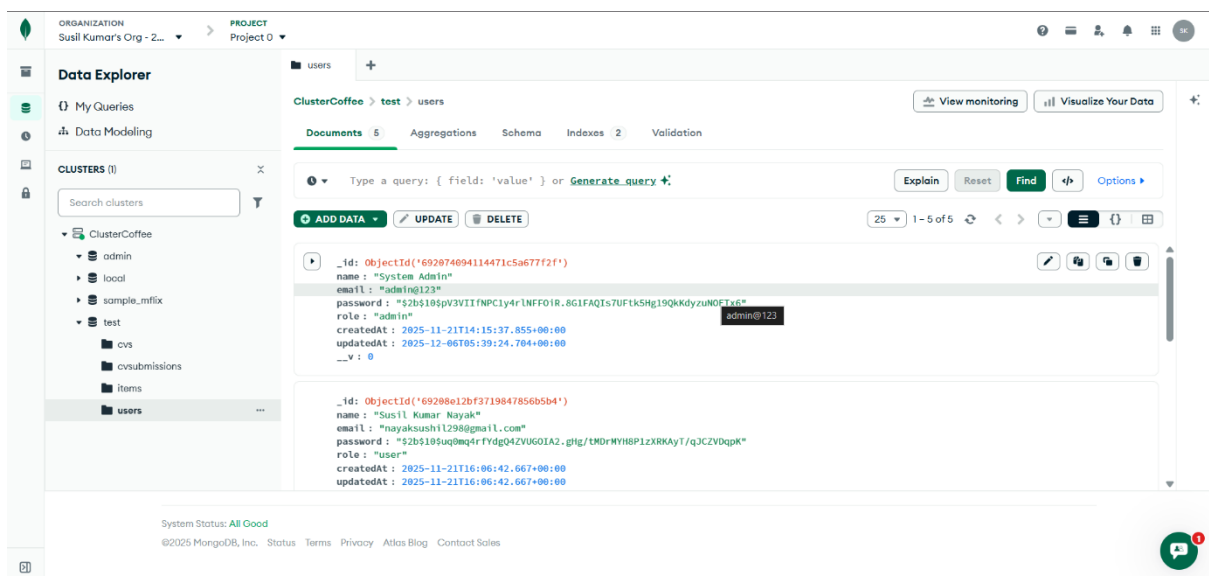 ORGANIZATION
Susil Kumar's Org - 2...
PROJECT
Project 0
SK
Data Explorer
My Queries
Data Modeling
CLUSTERS (1)
Search clusters
ClusterCoffee
admin
local
sample_mflix
test
cvs
cvsubmissions
items
users
users
ClusterCoffee > test > users
View monitoring
Visualize Your Data
Documents 5 Aggregations Schema Indexes 2 Validation
Type a query: { field: 'value' } or Generate query
Explain Reset Find </> Options
ADD DATA UPDATE DELETE
25 1 – 5 of 5 {}
_id: ObjectId('692074094114471c5a677f2f')
name : "System Admin"
email : "admin@123"
password : "$2b$10$pV3VIIfNPC1y4rlNFFOiR.8G1FAQIs7UFtk5Hg19QkKdyzuNOETx6"
admin@123
role : "admin"
createdAt : 2025-11-21T14:15:37.855+00:00
updatedAt : 2025-12-06T05:39:24.704+00:00
__v : 0
_id: ObjectId('69208e12bf3719847856b5b4')
name : "Susil Kumar Nayak"
email : "nayaksushil298@gmail.com"
password : "$2b$10$uq0mq4rfYdgQ4ZVUGOIA2.gHg/tMDrMYH8P1zXRKAyT/qJCZVDqpK"
role : "user"
createdAt : 2025-11-21T16:06:42.667+00:00
updatedAt : 2025-11-21T16:06:42.667+00:00
System Status: All Good
©2025 MongoDB, Inc. Status Terms Privacy Atlas Blog Contact Sales
1